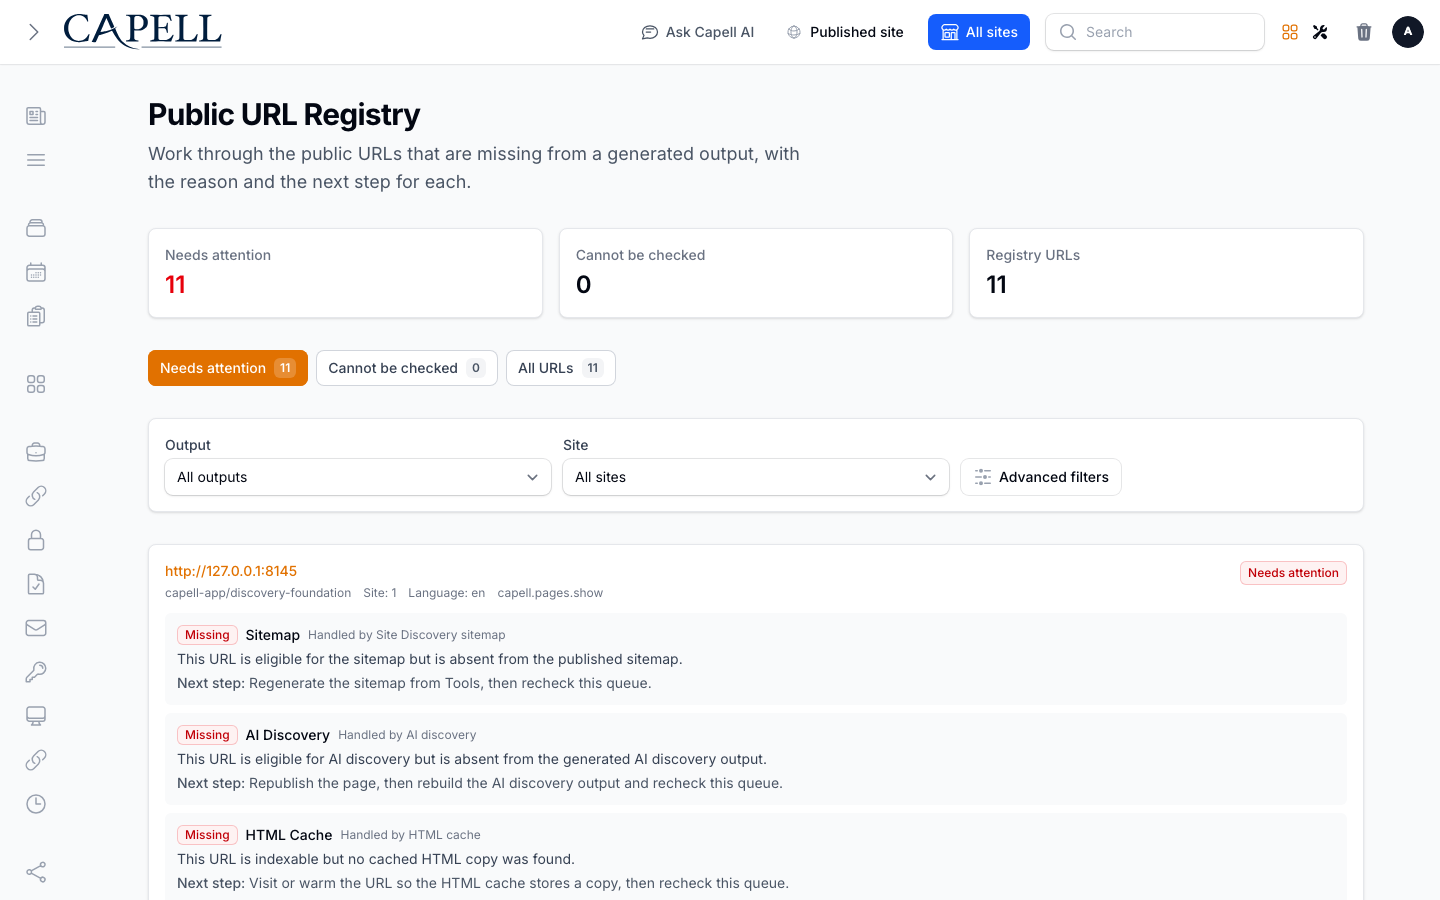 CAPELL
Ask Capell AI
Published site
All sites
Search
A
Public URL Registry
Work through the public URLs that are missing from a generated output, with
the reason and the next step for each.
Needs attention
11
Cannot be checked
0
Registry URLs
11
Needs attention 11
Cannot be checked 0
All URLs 11
Output
All outputs
Site
All sites
Advanced filters
http://127.0.0.1:8145
Needs attention
capell-app/discovery-foundation Site: 1 Language: en capell.pages.show
Missing Sitemap Handled by Site Discovery sitemap
This URL is eligible for the sitemap but is absent from the published sitemap.
Next step: Regenerate the sitemap from Tools, then recheck this queue.
Missing AI Discovery Handled by AI discovery
This URL is eligible for AI discovery but is absent from the generated AI discovery output.
Next step: Republish the page, then rebuild the AI discovery output and recheck this queue.
Missing HTML Cache Handled by HTML cache
This URL is indexable but no cached HTML copy was found.
Next step: Visit or warm the URL so the HTML cache stores a copy, then recheck this queue.